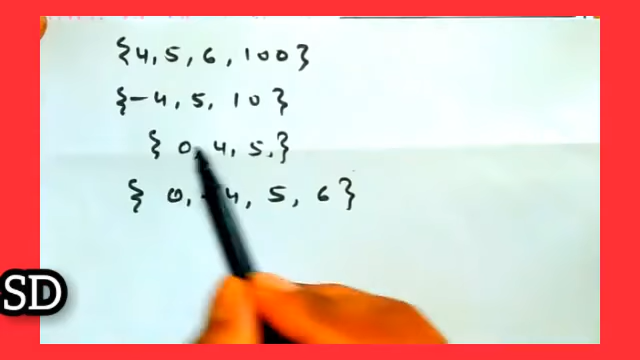 {4, 5, 6, 100}
{-4, 5, 10}
{0, 4, 5,}
{0, -4, 5, 6}
SD